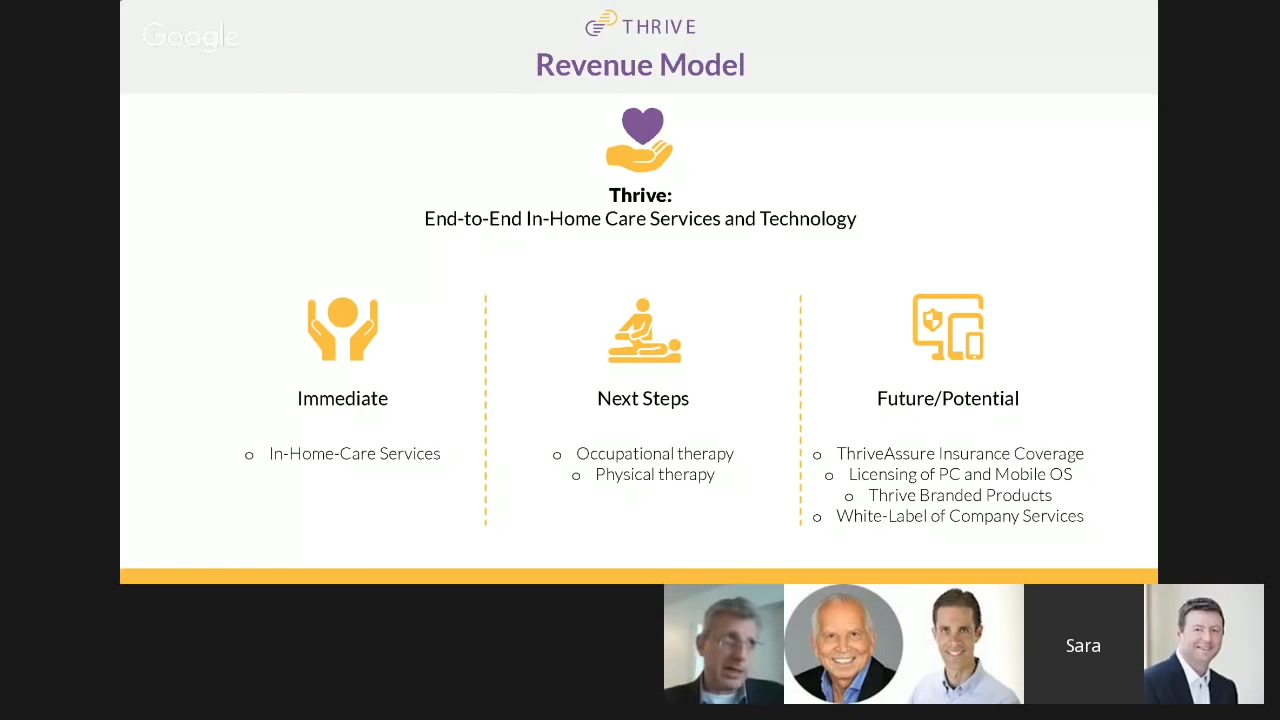 Google
THRIVE
Revenue Model
Thrive:
End-to-End In-Home Care Services and Technology
Immediate
o In-Home-Care Services
Next Steps
o Occupational therapy
o Physical therapy
Future/Potential
o ThriveAssure Insurance Coverage
o Licensing of PC and Mobile OS
o Thrive Branded Products
o White-Label of Company Services
Sara